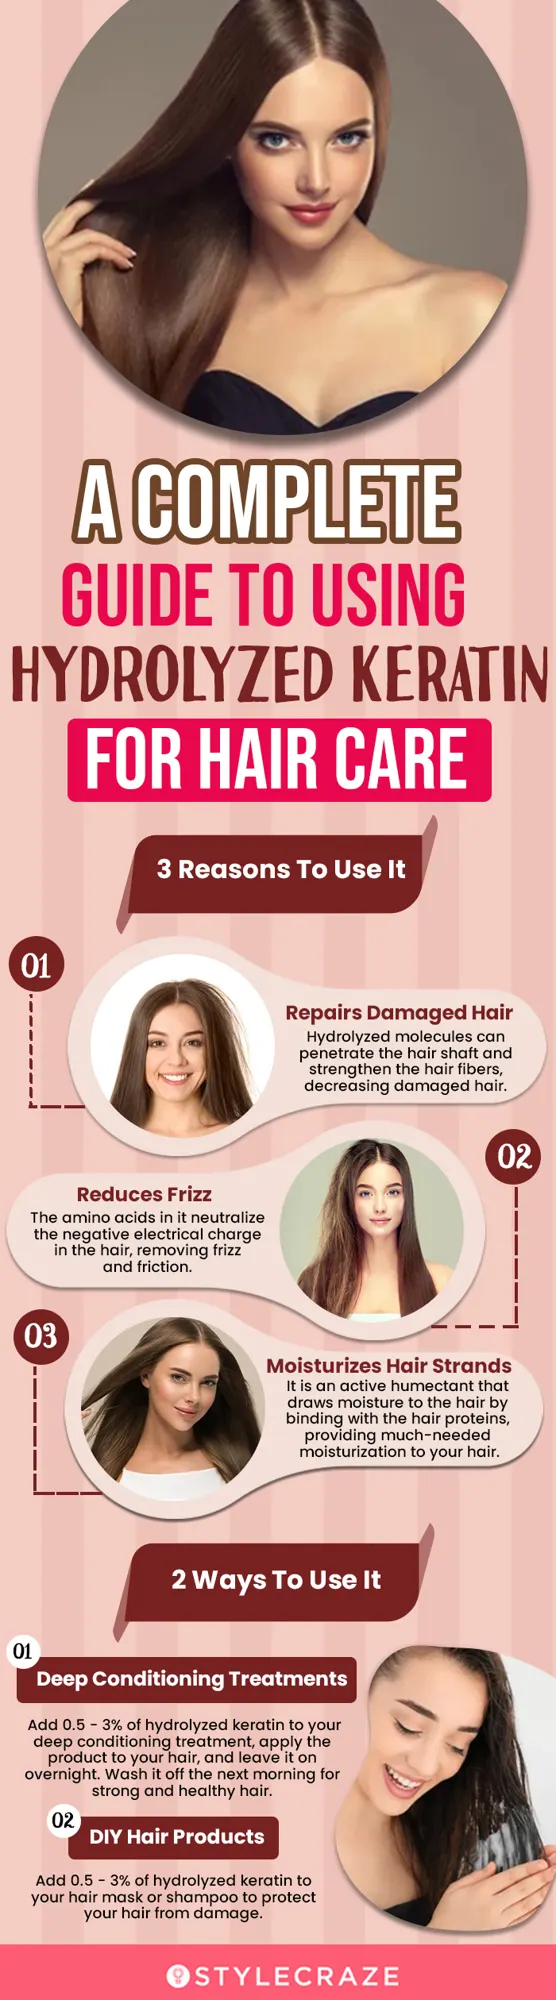 A COMPLETE
GUIDE TO USING
HYDROLYZED KERATIN
FOR HAIR CARE
3 Reasons To Use It
01
Repairs Damaged Hair
Hydrolyzed molecules can
penetrate the hair shaft and
strengthen the hair fibers,
decreasing damaged hair.
02
Reduces Frizz
The amino acids in it neutralize
the negative electrical charge
in the hair, removing frizz
and friction.
03
Moisturizes Hair Strands
It is an active humectant that
draws moisture to the hair by
binding with the hair proteins,
providing much-needed
moisturization to your hair.
2 Ways To Use It
01
Deep Conditioning Treatments
Add 0.5 - 3% of hydrolyzed keratin to your
deep conditioning treatment, apply the
product to your hair, and leave it on
overnight. Wash it off the next morning for
strong and healthy hair.
02
DIY Hair Products
Add 0.5 - 3% of hydrolyzed keratin to
your hair mask or shampoo to protect
your hair from damage.
STYLECRAZE